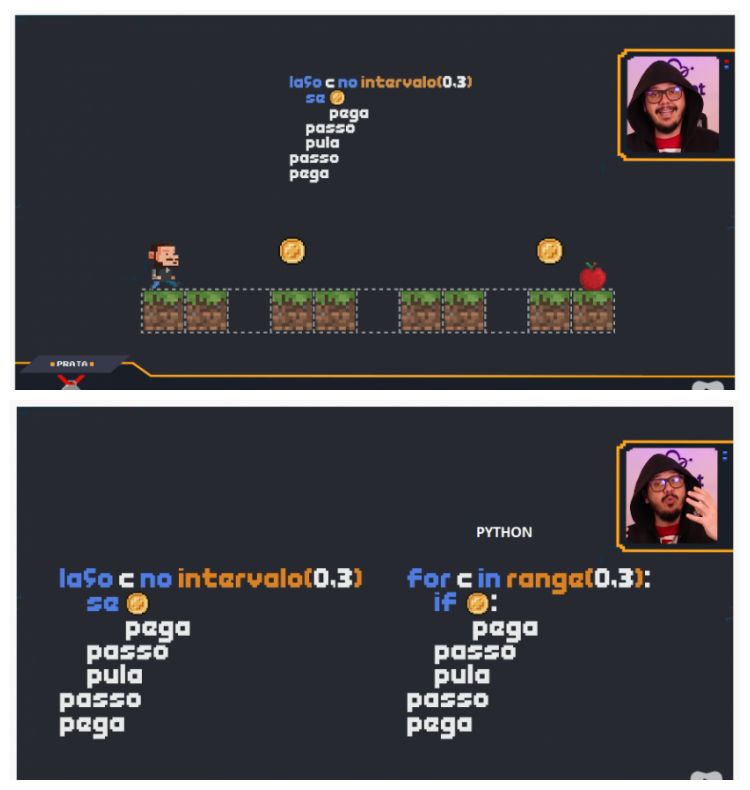 laço c no intervalo(0,3)
se
pega
passo
pula
passo
pega
PRATA
PYTHON
laço c no intervalo(0,3)
se
pega
passo
pula
passo
pega
for c in range(0,3):
if :
pega
passo
pula
passo
pega